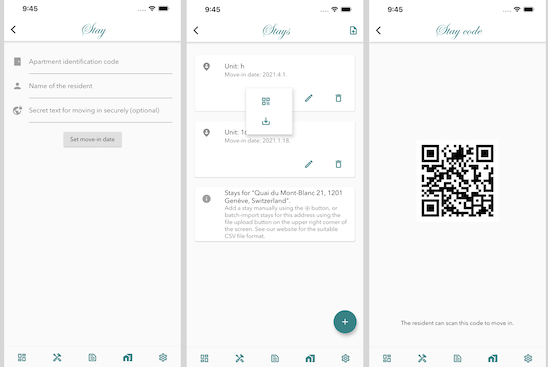 9:45
Stay
Apartment identification code
Name of the resident
Secret text for moving in securely (optional)
Set move-in date
9:45
Stays
Unit: h
Move-in date: 2021.4.1.
Move-in date: 2021.1.18.
Stays for "Quai du Mont-Blanc 21, 1201
Genève, Switzerland".
Add a stay manually using the ⊕ button, or
batch-import stays for this address using the
file upload button on the upper right corner of
the screen. See our website for the suitable
CSV file format.
9:45
Stay code
The resident can scan this code to move in.